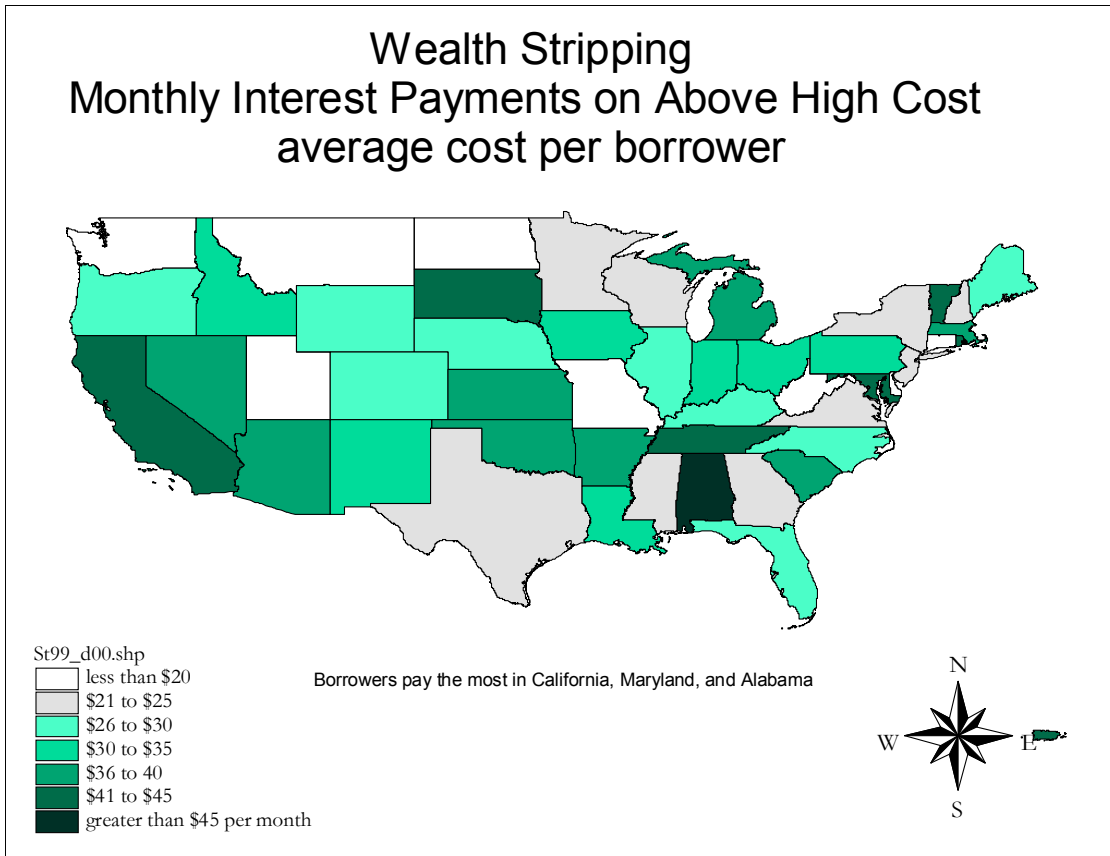 Wealth Stripping
Monthly Interest Payments on Above High Cost
average cost per borrower
St99_d00.shp
less than $20
$21 to $25
$26 to $30
$30 to $35
$36 to 40
$41 to $45
greater than $45 per month
Borrowers pay the most in California, Maryland, and Alabama
N
W E
S